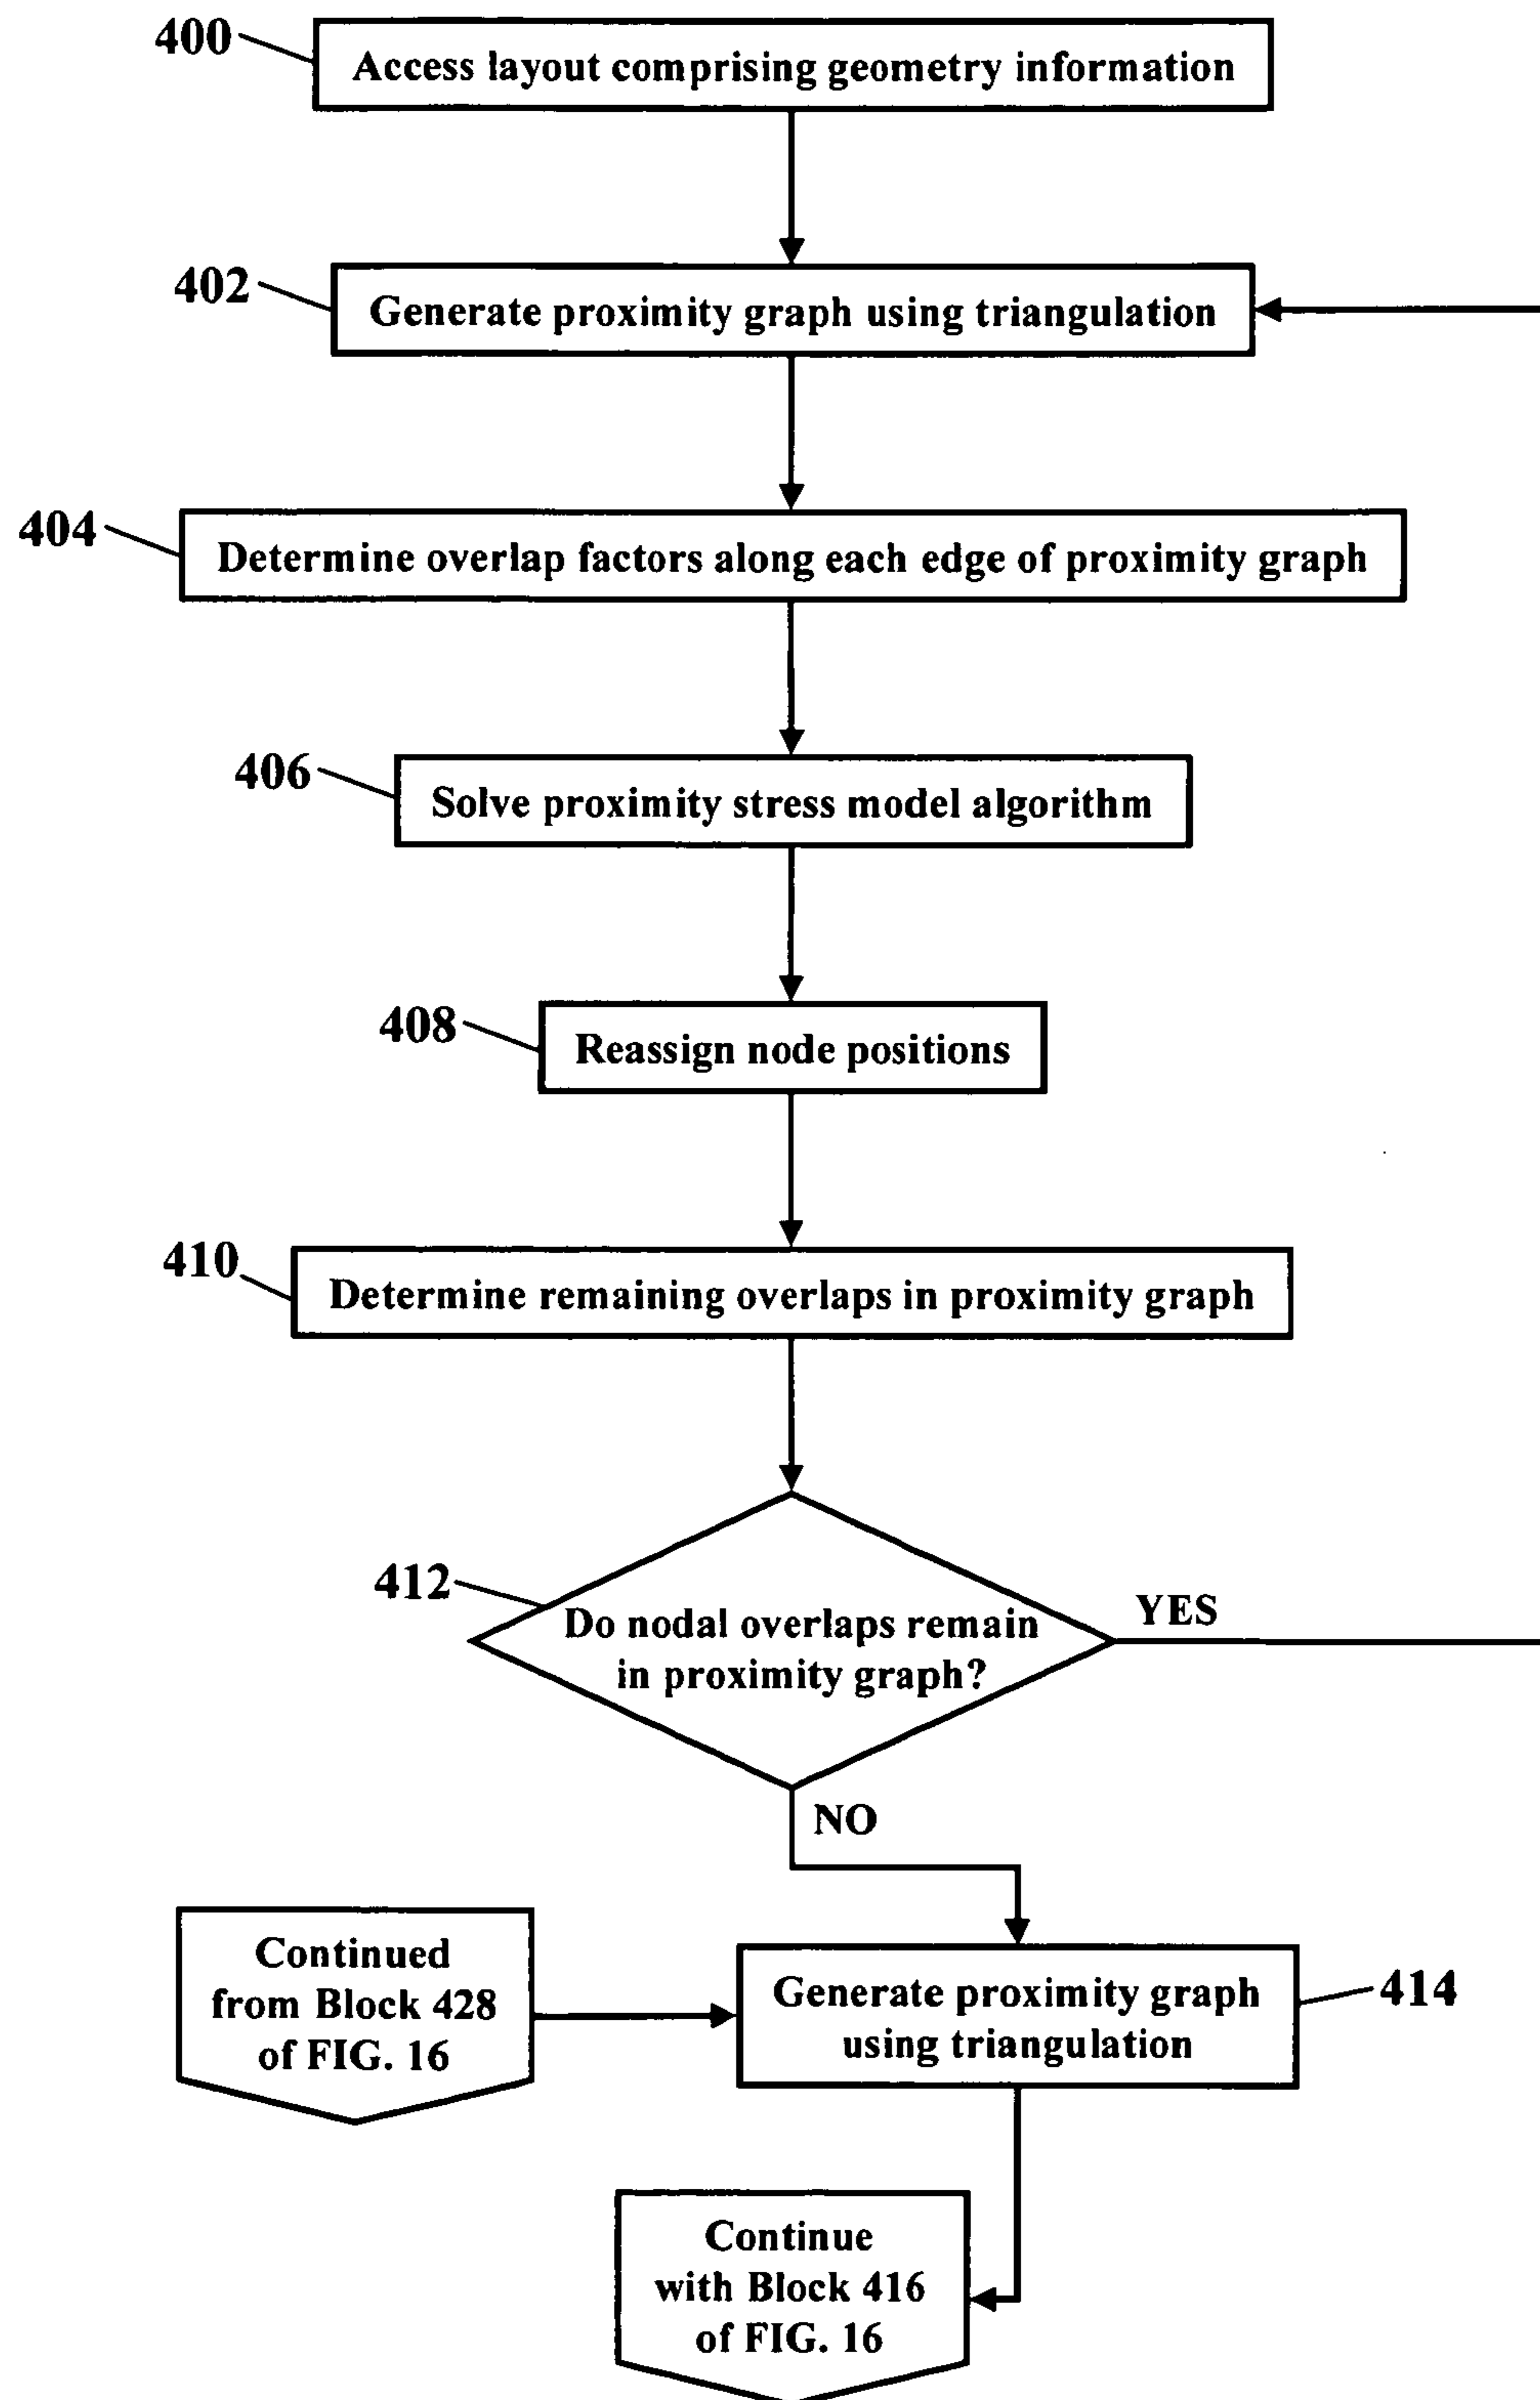 400
Access layout comprising geometry information
402
Generate proximity graph using triangulation
404
Determine overlap factors along each edge of proximity graph
406
Solve proximity stress model algorithm
408
Reassign node positions
410
Determine remaining overlaps in proximity graph
412
Do nodal overlaps remain
in proximity graph?
YES
NO
Continued
from Block 428
of FIG. 16
Generate proximity graph
using triangulation
414
Continue
with Block 416
of FIG. 16